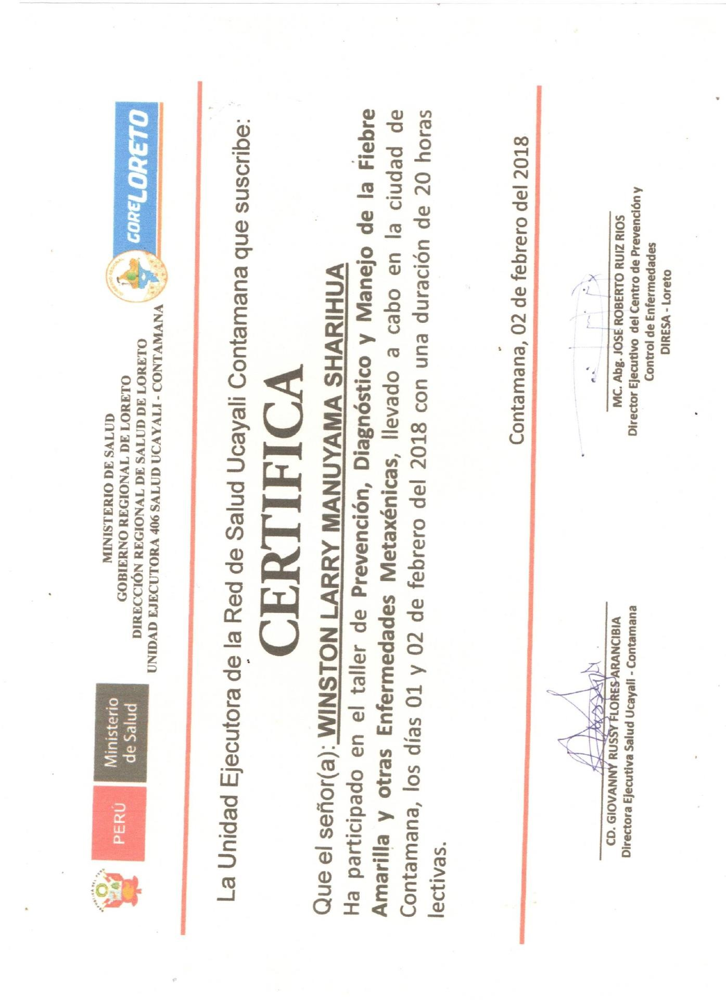 PERÚ
Ministerio
de Salud
MINISTERIO DE SALUD
GOBIERNO REGIONAL DE LORETO
DIRECCIÓN REGIONAL DE SALUD DE LORETO
UNIDAD EJECUTORA 406 SALUD UCAYALI - CONTAMANA
GOBIERNO REGIONAL
GORELORETO
La Unidad Ejecutora de la Red de Salud Ucayali Contamana que suscribe:
CERTIFICA
Que el señor(a): WINSTON LARRY MANUYAMA SHARIHUA
Ha participado en el taller de Prevención, Diagnóstico y Manejo de la Fiebre
Amarilla y otras Enfermedades Metaxénicas, llevado a cabo en la ciudad de
Contamana, los días 01 y 02 de febrero del 2018 con una duración de 20 horas
lectivas.
Contamana, 02 de febrero del 2018
CD. GIOVANNY RUSSY FLORES ARANCIBIA
Directora Ejecutiva Salud Ucayali - Contamana
MC. Abg. JOSE ROBERTO RUIZ RIOS
Director Ejecutivo del Centro de Prevención y
Control de Enfermedades
DIRESA - Loreto